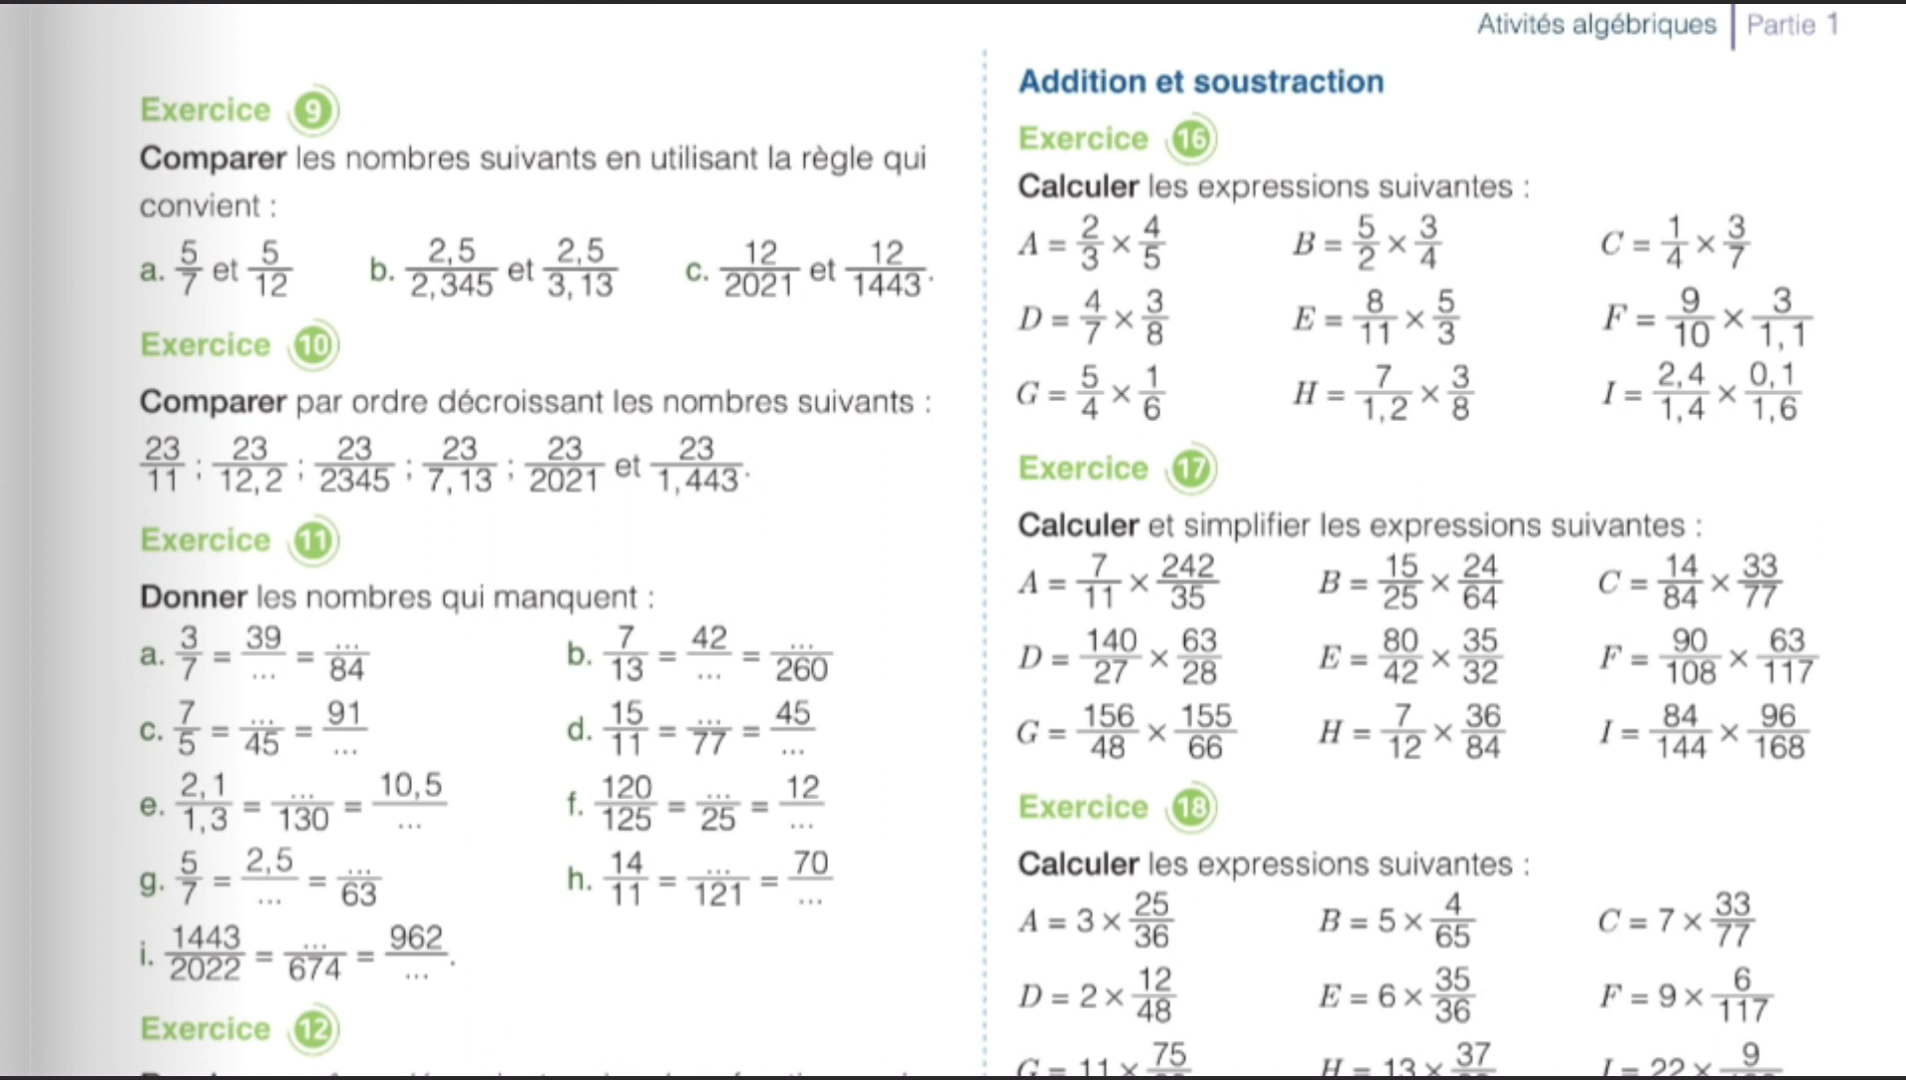 Ativités algébriques | Partie 1
Exercice 9
Comparer les nombres suivants en utilisant la règle qui
convient :
a. 5/7 et 5/12 b. 2,5/2,345 et 2,5/3,13 c. 12/2021 et 12/1443.
Exercice 10
Comparer par ordre décroissant les nombres suivants :
23/11 ; 23/12,2 ; 23/2345 ; 23/7,13 ; 23/2021 et 23/1,443.
Exercice 11
Donner les nombres qui manquent :
a. 3/7 = 39/... = .../84 b. 7/13 = 42/... = .../260
c. 7/5 = .../45 = 91/... d. 15/11 = .../77 = 45/...
e. 2,1/1,3 = .../130 = 10,5/... f. 120/125 = .../25 = 12/...
g. 5/7 = 2,5/... = .../63 h. 14/11 = .../121 = 70/...
i. 1443/2022 = .../674 = 962/... .
Exercice 12
Addition et soustraction
Exercice 16
Calculer les expressions suivantes :
A = 2/3 × 4/5 B = 5/2 × 3/4 C = 1/4 × 3/7
D = 4/7 × 3/8 E = 8/11 × 5/3 F = 9/10 × 3/1,1
G = 5/4 × 1/6 H = 7/1,2 × 3/8 I = 2,4/1,4 × 0,1/1,6
Exercice 17
Calculer et simplifier les expressions suivantes :
A = 7/11 × 242/35 B = 15/25 × 24/64 C = 14/84 × 33/77
D = 140/27 × 63/28 E = 80/42 × 35/32 F = 90/108 × 63/117
G = 156/48 × 155/66 H = 7/12 × 36/84 I = 84/144 × 96/168
Exercice 18
Calculer les expressions suivantes :
A = 3 × 25/36 B = 5 × 4/65 C = 7 × 33/77
D = 2 × 12/48 E = 6 × 35/36 F = 9 × 6/117
G = 11 × 75 H = 13 × 37 I = 22 × 9